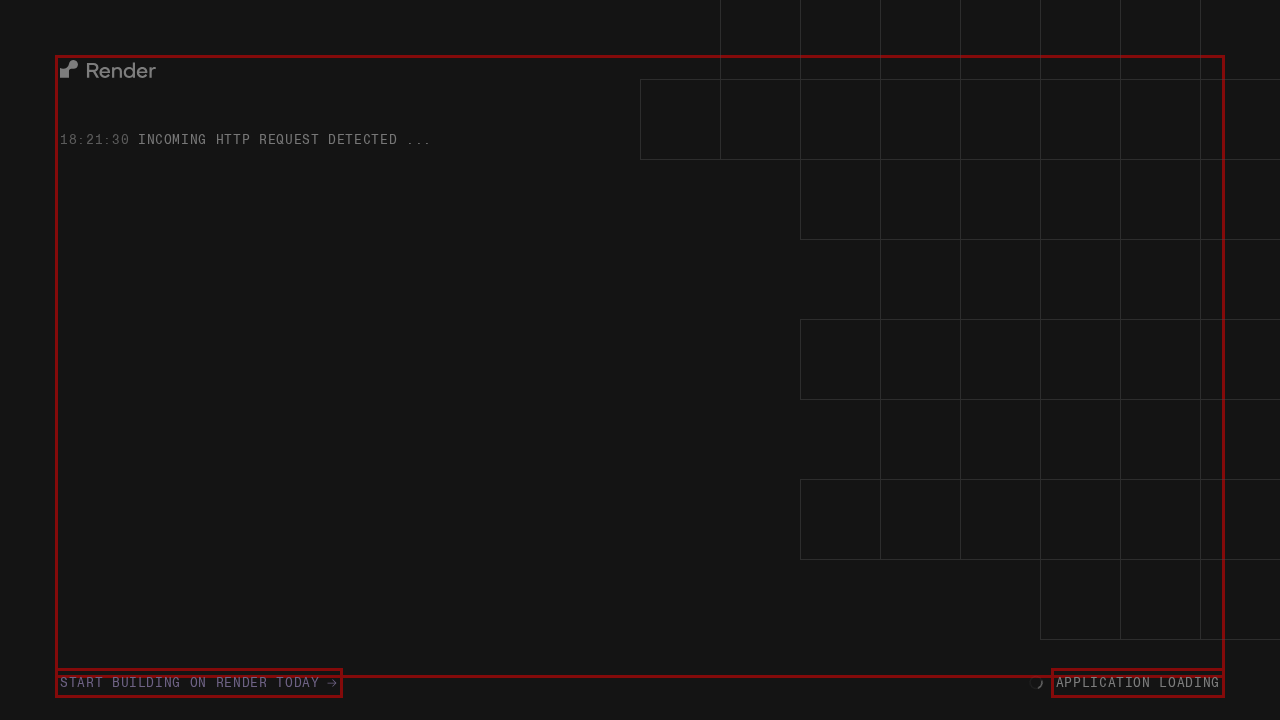 Render
18:21:30 INCOMING HTTP REQUEST DETECTED ...
START BUILDING ON RENDER TODAY →
APPLICATION LOADING